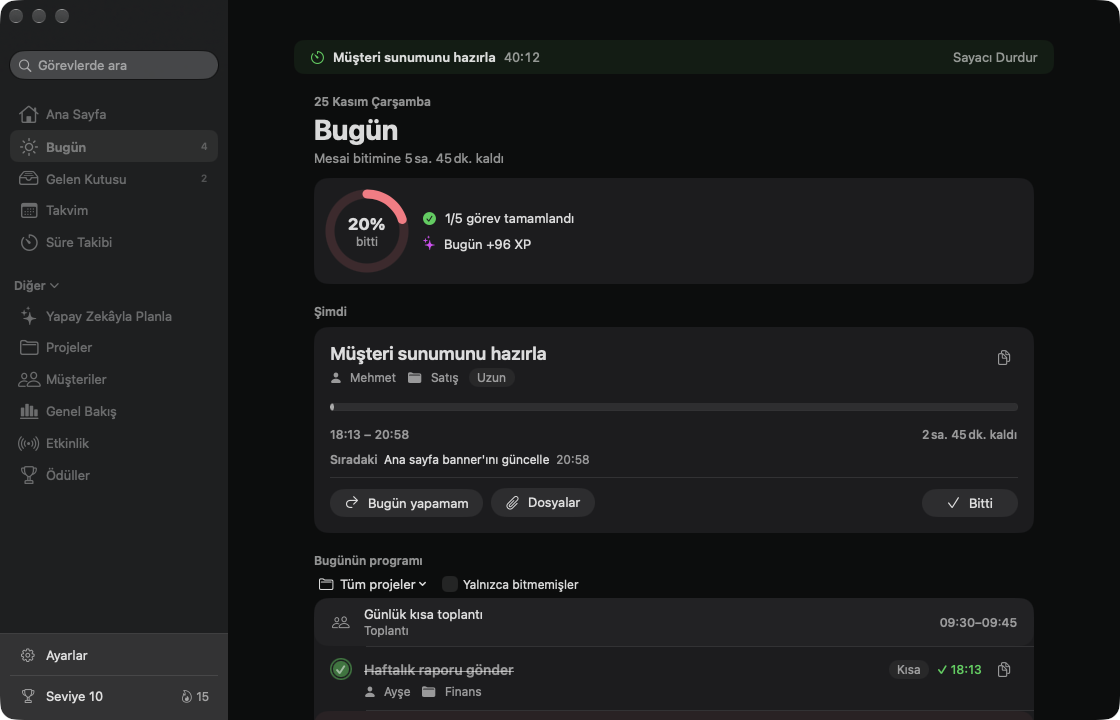 Görevlerde ara
Ana Sayfa
Bugün 4
Gelen Kutusu 2
Takvim
Süre Takibi
Diğer
Yapay Zekâyla Planla
Projeler
Müşteriler
Genel Bakış
Etkinlik
Ödüller
Ayarlar
Seviye 10 15
Müşteri sunumunu hazırla 40:12 Sayacı Durdur
25 Kasım Çarşamba
Bugün
Mesai bitimine 5 sa. 45 dk. kaldı
20%
bitti
1/5 görev tamamlandı
Bugün +96 XP
Şimdi
Müşteri sunumunu hazırla
Mehmet Satış Uzun
18:13 – 20:58 2 sa. 45 dk. kaldı
Sıradaki Ana sayfa banner'ını güncelle 20:58
Bugün yapamam Dosyalar Bitti
Bugünün programı
Tüm projeler Yalnızca bitmemişler
Günlük kısa toplantı
Toplantı
09:30–09:45
Haftalık raporu gönder Kısa 18:13
Ayşe Finans